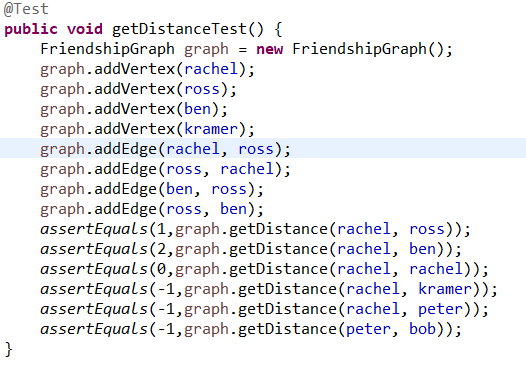 @Test
public void getDistanceTest() {
    FriendshipGraph graph = new FriendshipGraph();
    graph.addVertex(rachel);
    graph.addVertex(ross);
    graph.addVertex(ben);
    graph.addVertex(kramer);
    graph.addEdge(rachel, ross);
    graph.addEdge(ross, rachel);
    graph.addEdge(ben, ross);
    graph.addEdge(ross, ben);
    assertEquals(1,graph.getDistance(rachel, ross));
    assertEquals(2,graph.getDistance(rachel, ben));
    assertEquals(0,graph.getDistance(rachel, rachel));
    assertEquals(-1,graph.getDistance(rachel, kramer));
    assertEquals(-1,graph.getDistance(rachel, peter));
    assertEquals(-1,graph.getDistance(peter, bob));
}